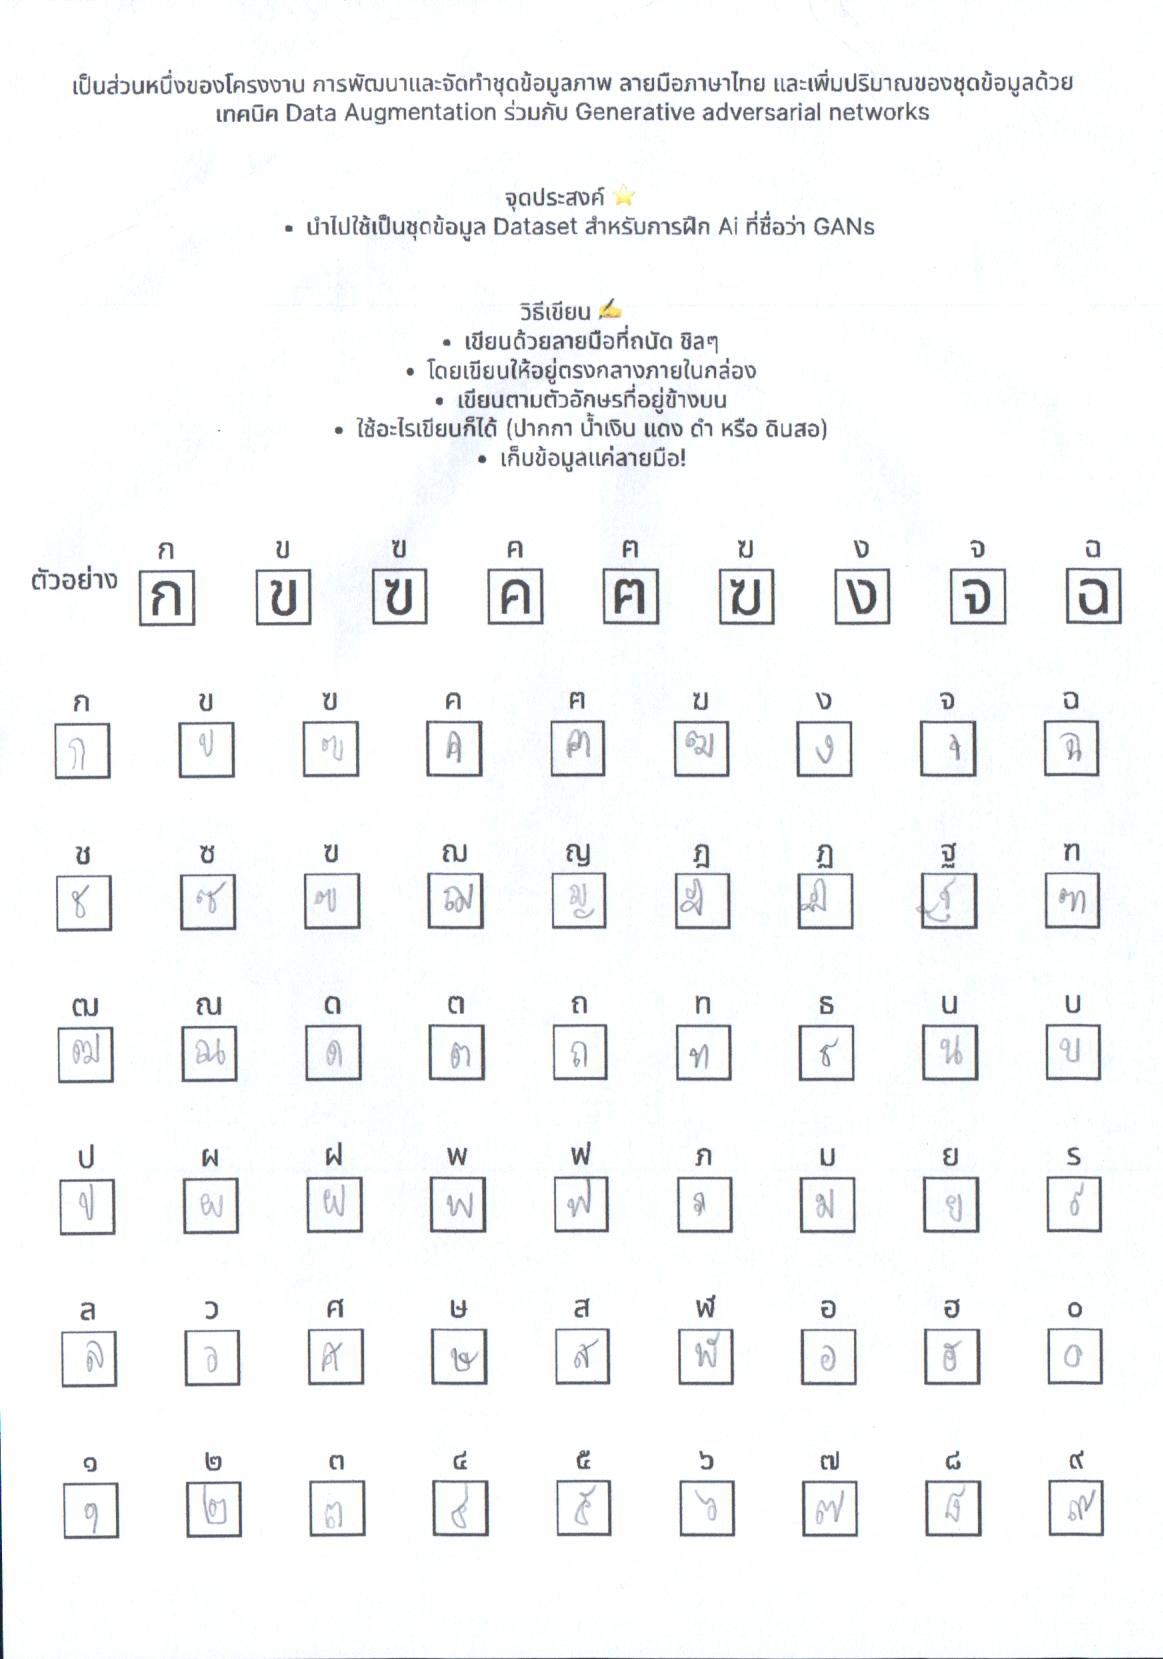 เป็นส่วนหนึ่งของโครงงาน การพัฒนาและจัดทำชุดข้อมูลภาพ ลายมือภาษาไทย และเพิ่มปริมาณของชุดข้อมูลด้วย
เทคนิค Data Augmentation ร่วมกับ Generative adversarial networks
จุดประสงค์ ⭐
• นำไปใช้เป็นชุดข้อมูล Dataset สำหรับการฝึก Ai ที่ชื่อว่า GANs
วิธีเขียน ✍️
• เขียนด้วยลายมือที่ถนัด ชิลๆ
• โดยเขียนให้อยู่ตรงกลางภายในกล่อง
• เขียนตามตัวอักษรที่อยู่ข้างบน
• ใช้อะไรเขียนก็ได้ (ปากกา น้ำเงิน แดง ดำ หรือ ดินสอ)
• เก็บข้อมูลแค่ลายมือ!
ก ข ฃ ค ฅ ฆ ง จ ฉ
ตัวอย่าง ก ข ฃ ค ฅ ฆ ง จ ฉ
ก ข ฃ ค ฅ ฆ ง จ ฉ
ก ข ฃ ค ฅ ฆ ง จ ฉ
ช ซ ฃ ฌ ญ ฎ ฏ ฐ ฑ
ช ซ ฃ ฌ ญ ฎ ฏ ฐ ฑ
ฒ ณ ด ต ถ ท ธ น บ
ฒ ณ ด ต ถ ท ธ น บ
ป ผ ฝ พ ฟ ภ ม ย ร
ป ผ ฝ พ ฟ ภ ม ย ร
ล ว ศ ษ ส ฬ อ ฮ ๐
ล ว ศ ษ ส ฬ อ ฮ ๐
๑ ๒ ๓ ๔ ๕ ๖ ๗ ๘ ๙
๑ ๒ ๓ ๔ ๕ ๖ ๗ ๘ ๙